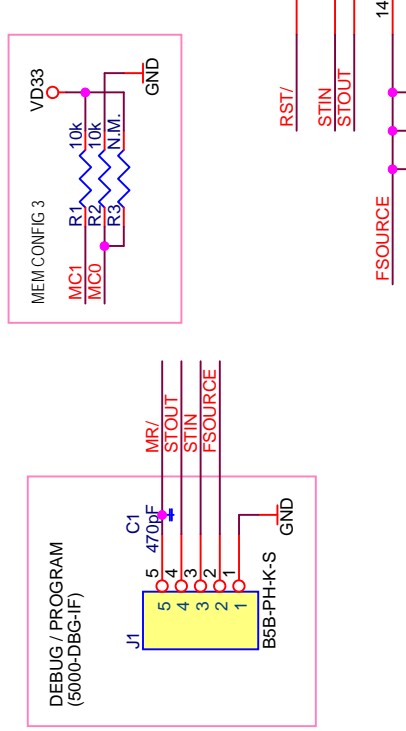 MEM CONFIG 3
VD33
GND
R1 10k
R2 10k
R3 N.M.
MC1
MC0
RST/
STIN
STOUT
14
FSOURCE
DEBUG / PROGRAM
(5000-DBG-IF)
C1
470pF
MR/
STOUT
STIN
FSOURCE
J1
5 5
4 4
3 3
2 2
1 1
B5B-PH-K-S
GND